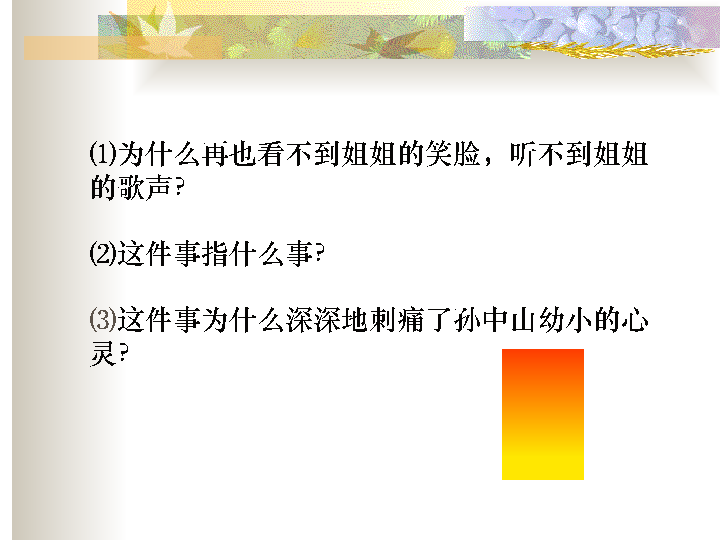 ⑴为什么再也看不到姐姐的笑脸，听不到姐姐
的歌声？
⑵这件事指什么事？
⑶这件事为什么深深地刺痛了孙中山幼小的心
灵？